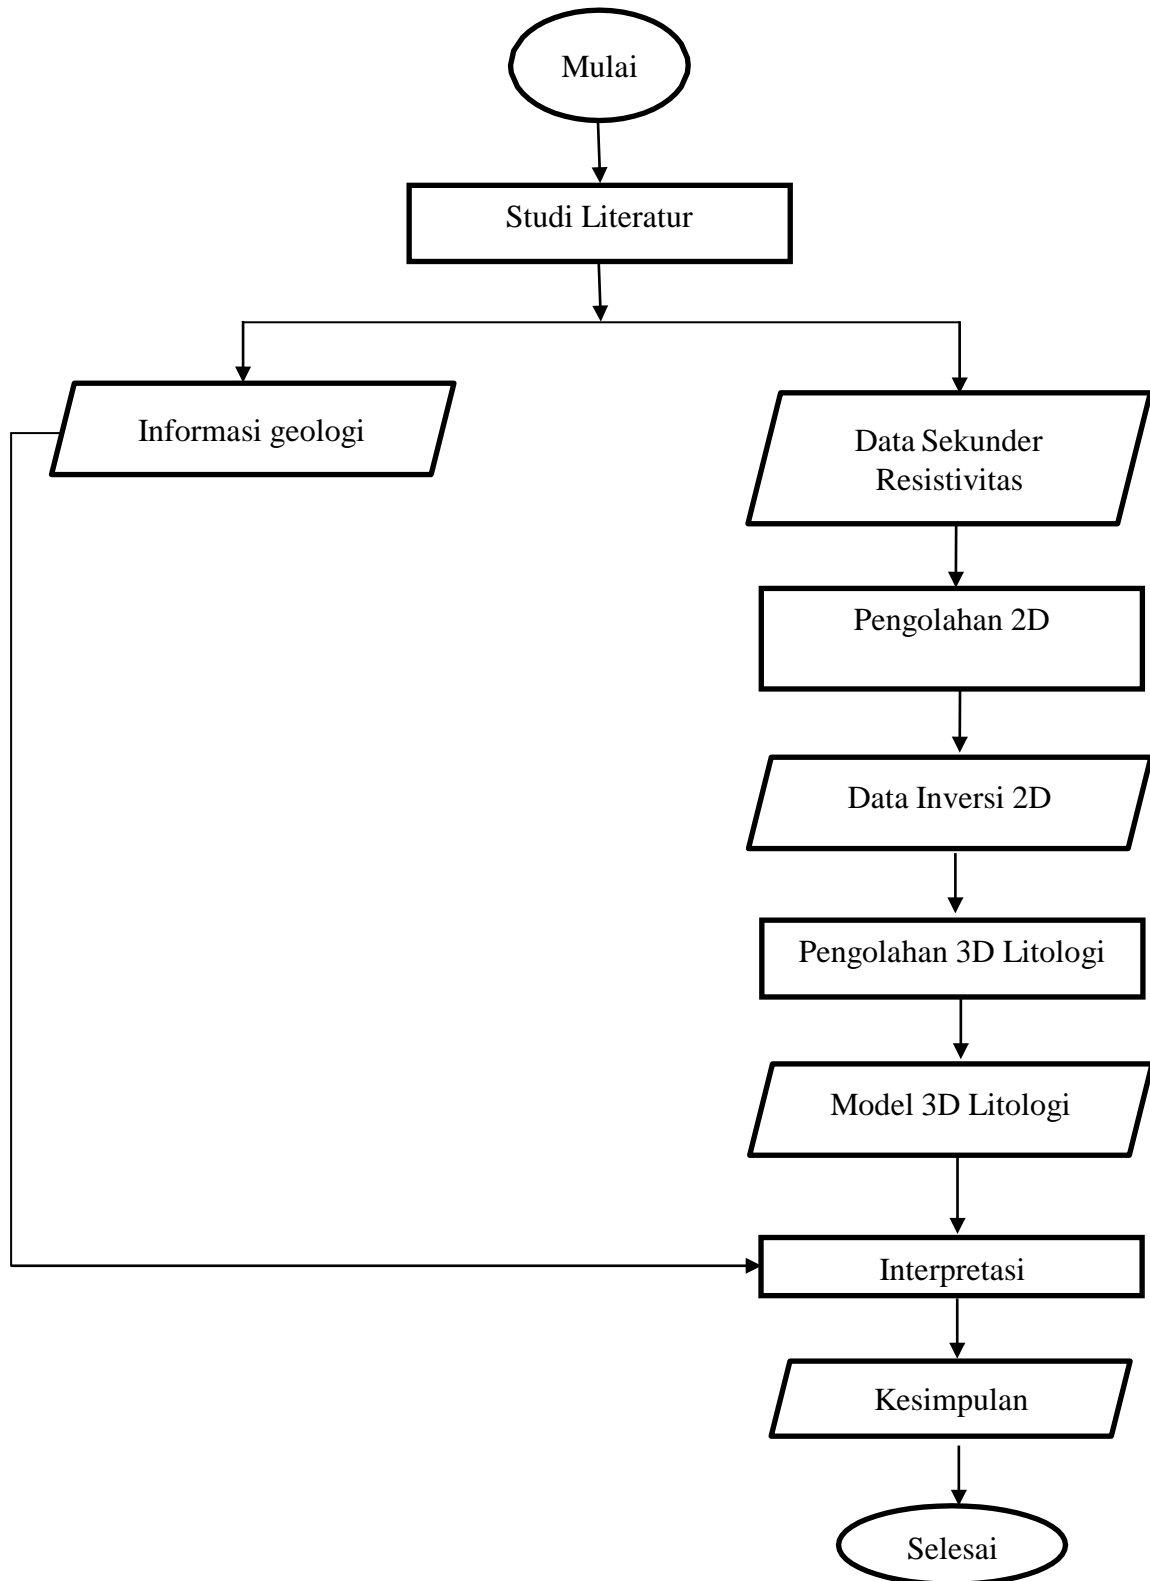 Mulai
Studi Literatur
Informasi geologi
Data Sekunder
Resistivitas
Pengolahan 2D
Data Inversi 2D
Pengolahan 3D Litologi
Model 3D Litologi
Interpretasi
Kesimpulan
Selesai